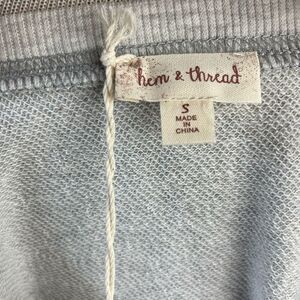 hem & thread
S
MADE IN
CHINA